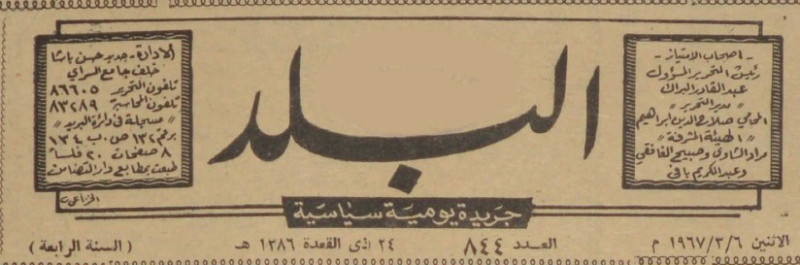 - اصحاب الامتياز -
رئيس التحرير المسؤول
عبد القادر البراك
" مدير التحرير "
المحامي صلاح الدين ابراهيم
" الهيئة المشرفة "
مراد الشاوي وصبيح الغافقي
وعبد الكريم باقي
البلد
جريدة يومية سياسية
الادارة - جديد حسن باشا
خلف جامع السراي
تلفون التحرير ٨٦٦٠٥
تلفون المحاسبة ٨٣٢٨٩
" مسجلة في دائرة البريد "
برقم ١٣٢ ص . ب ١٣٤
٨ صفحات ٢٠ فلساً
طبعت بمطابع دار التضامن
الاثنين ٦/٣/١٩٦٧ م
العـدد ٨٤٤
٢٤ ذي القعدة ١٣٨٦ هـ
( السنة الرابعة )